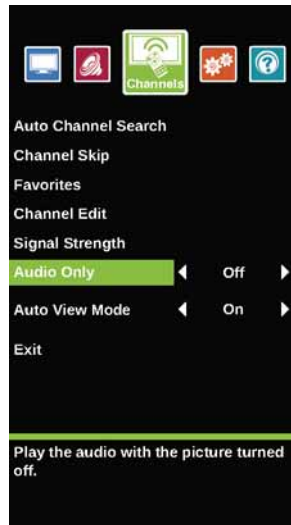 Channels
Auto Channel Search
Channel Skip
Favorites
Channel Edit
Signal Strength
Audio Only Off
Auto View Mode On
Exit
Play the audio with the picture turned
off.